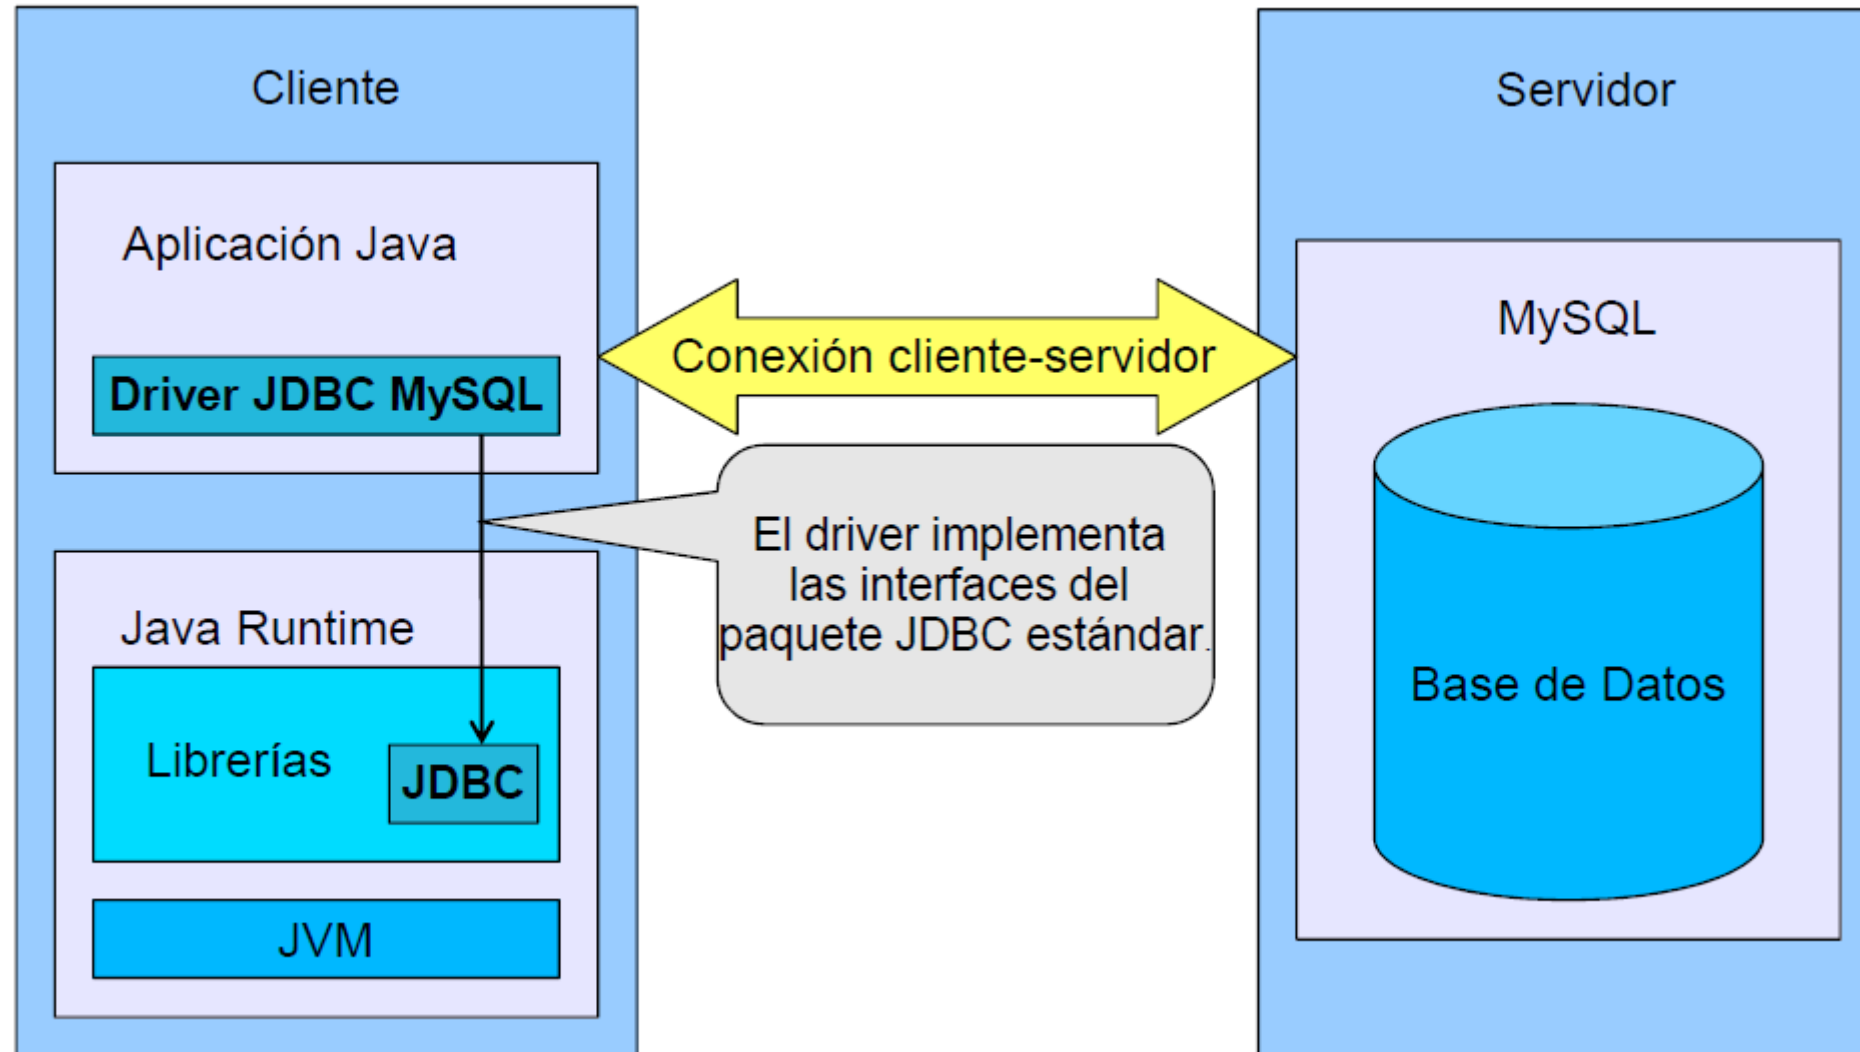 Cliente
Aplicación Java
Driver JDBC MySQL
Java Runtime
Librerías
JDBC
JVM
Conexión cliente-servidor
El driver implementa
las interfaces del
paquete JDBC estándar.
Servidor
MySQL
Base de Datos